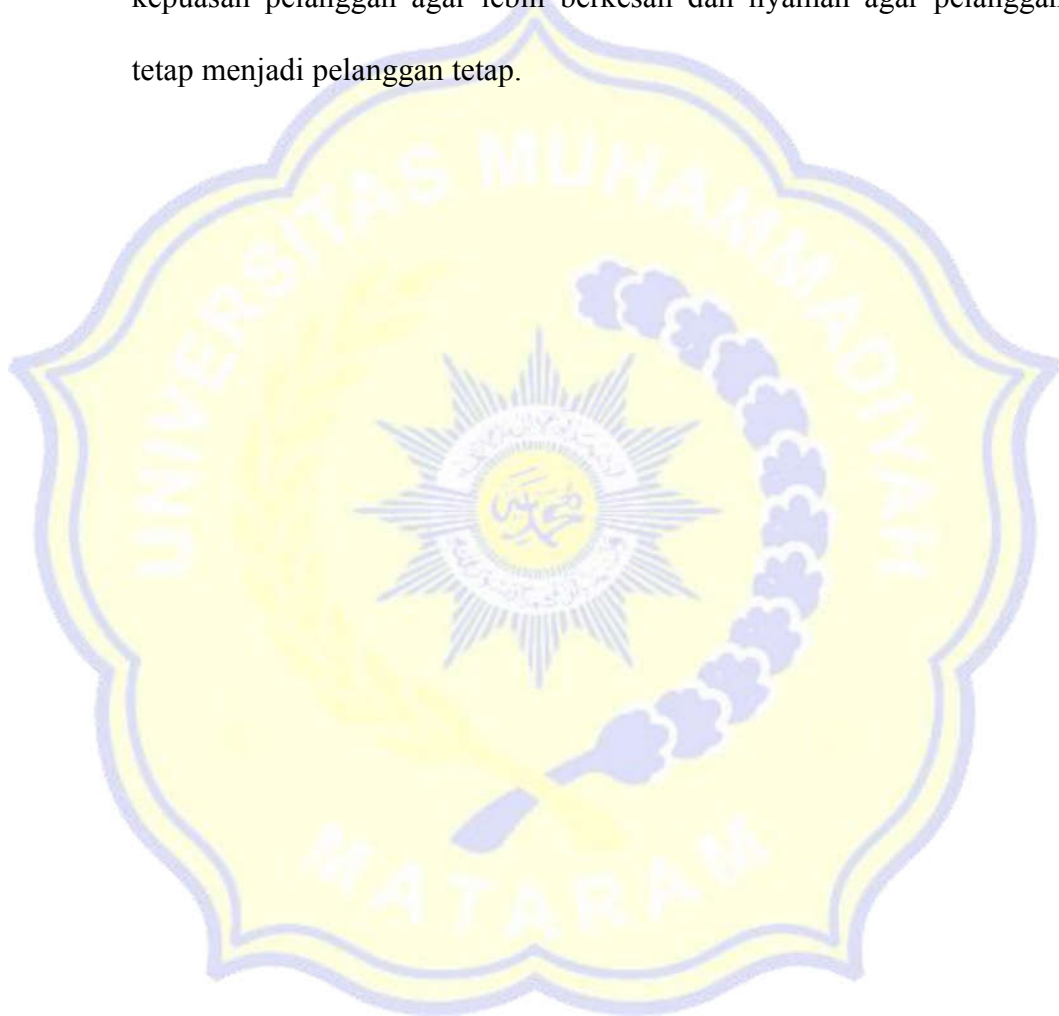 kepuasan pelanggan agar lebih berkesan dan nyaman agar pelanggan
tetap menjadi pelanggan tetap.
UNIVERSITAS MUHAMMADIYAH
MATARAM